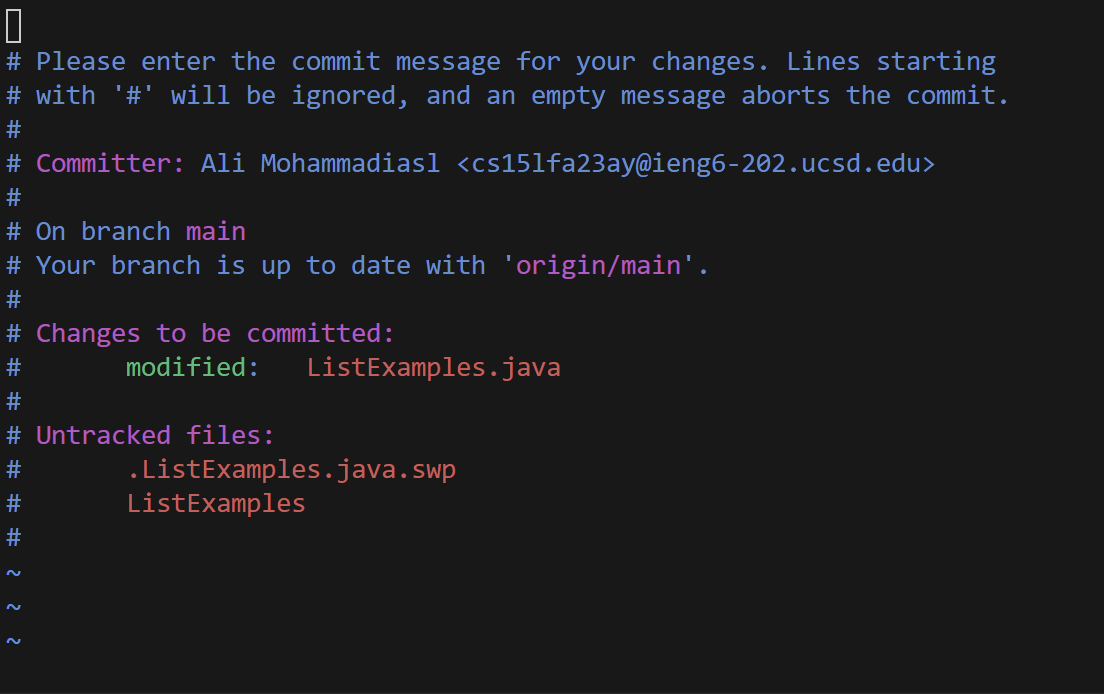 # Please enter the commit message for your changes. Lines starting
# with '#' will be ignored, and an empty message aborts the commit.
#
# Committer: Ali Mohammadiasl <cs15lfa23ay@ieng6-202.ucsd.edu>
#
# On branch main
# Your branch is up to date with 'origin/main'.
#
# Changes to be committed:
#       modified:   ListExamples.java
#
# Untracked files:
#       .ListExamples.java.swp
#       ListExamples
#
~
~
~